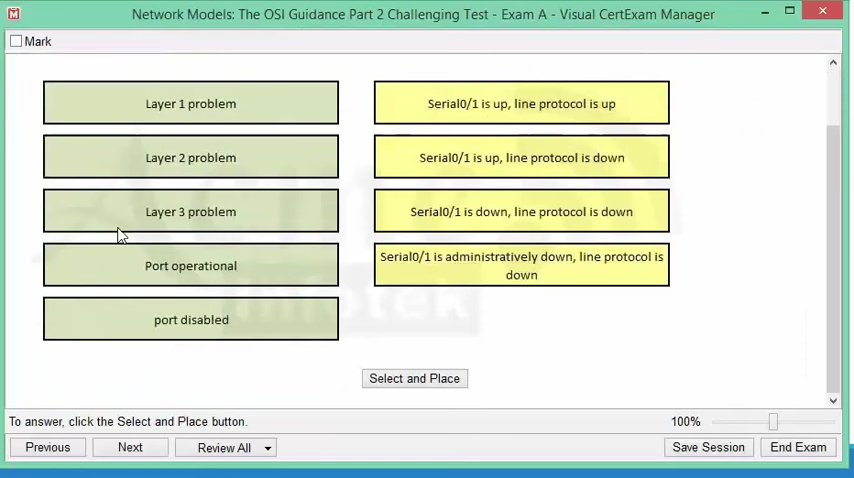 Network Models: The OSI Guidance Part 2 Challenging Test - Exam A - Visual CertExam Manager
Mark
Layer 1 problem
Serial0/1 is up, line protocol is up
Layer 2 problem
Serial0/1 is up, line protocol is down
Layer 3 problem
Serial0/1 is down, line protocol is down
Port operational
Serial0/1 is administratively down, line protocol is
down
port disabled
infotek
Select and Place
To answer, click the Select and Place button.
100%
Previous
Next
Review All
Save Session
End Exam